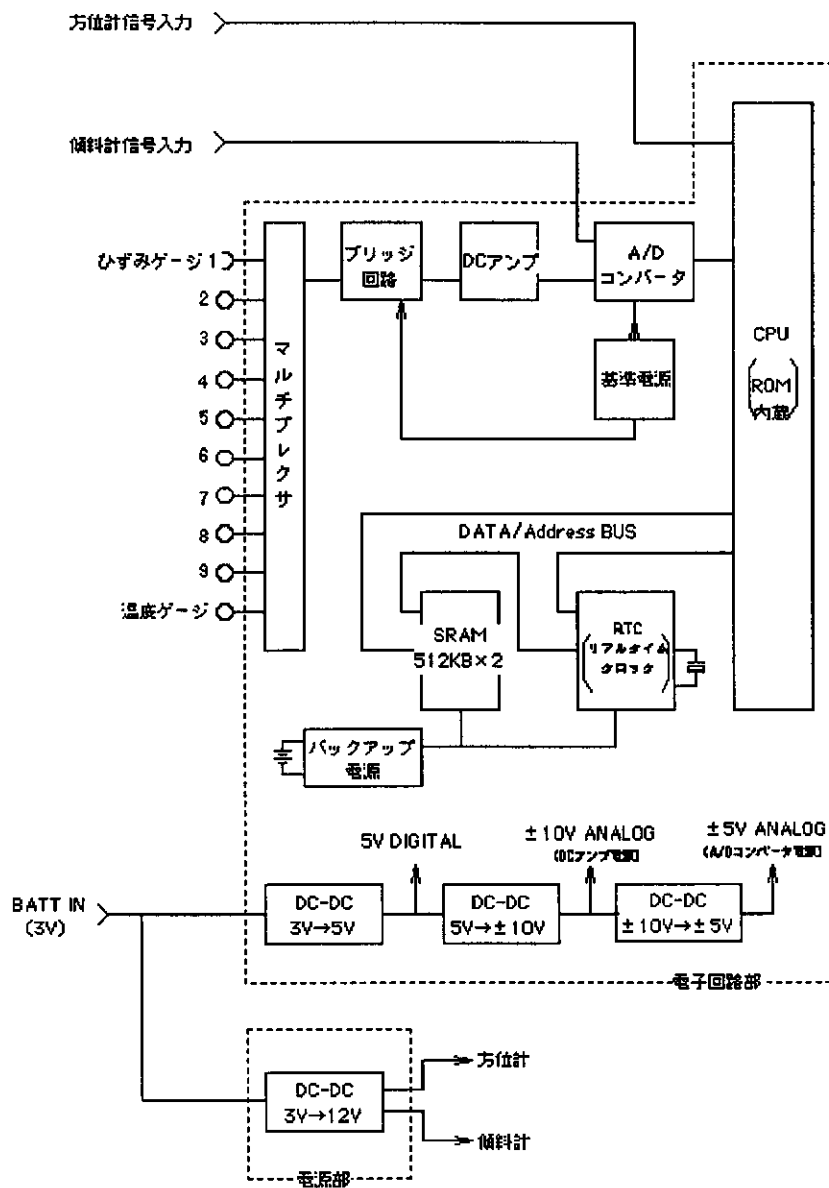 方位計信号入力
傾斜計信号入力
ひずみゲージ 1
2
3
4
5
6
7
8
9
温度ゲージ
マルチプレクサ
ブリッジ
回路
DCアンプ
A/D
コンバータ
基準電源
CPU
ROM
内蔵
DATA/Address BUS
SRAM
512KB×2
RTC
リアルタイム
クロック
バックアップ
電源
5V DIGITAL
±10V ANALOG
(DCアンプ電源)
±5V ANALOG
(A/Dコンバータ電源)
BATT IN
(3V)
DC-DC
3V→5V
DC-DC
5V→±10V
DC-DC
±10V→±5V
電子回路部
DC-DC
3V→12V
方位計
傾斜計
電源部